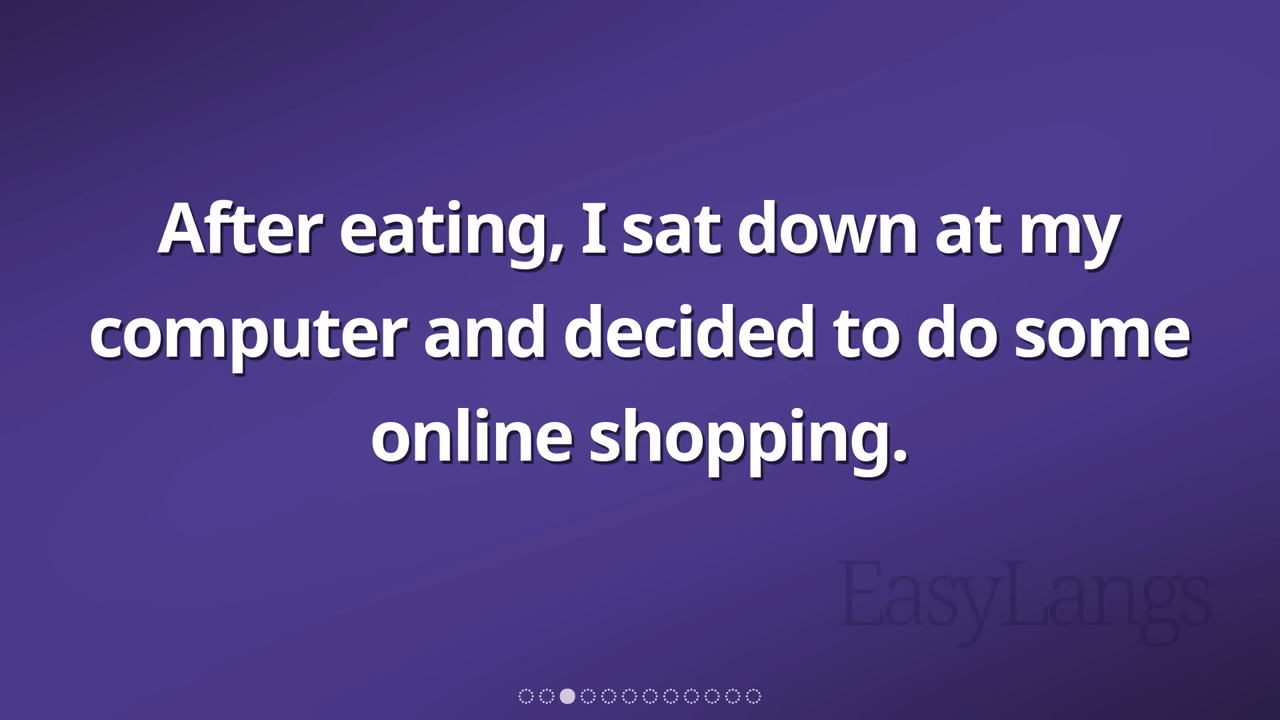 After eating, I sat down at my
computer and decided to do some
online shopping.
EasyLangs